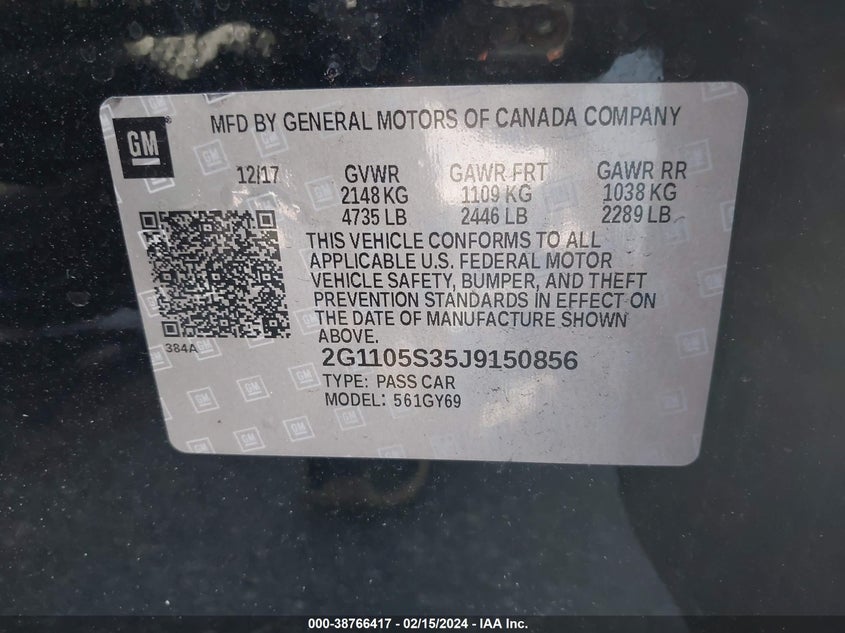 GM
MFD BY GENERAL MOTORS OF CANADA COMPANY
12/17 GVWR GAWR FRT GAWR RR
2148 KG 1109 KG 1038 KG
4735 LB 2446 LB 2289 LB
THIS VEHICLE CONFORMS TO ALL
APPLICABLE U.S. FEDERAL MOTOR
VEHICLE SAFETY, BUMPER, AND THEFT
PREVENTION STANDARDS IN EFFECT ON
THE DATE OF MANUFACTURE SHOWN
ABOVE.
384A
2G1105S35J9150856
TYPE: PASS CAR
MODEL: 561GY69
000-38766417 - 02/15/2024 - IAA Inc.